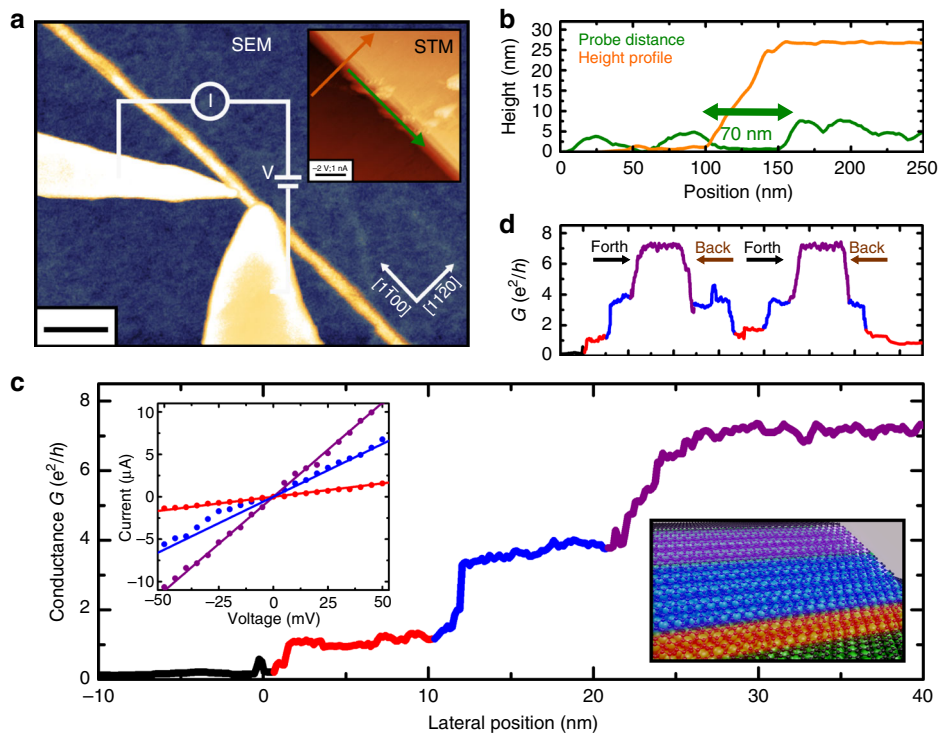 a
SEM
STM
I
V
−2 V;1 nA
[11̄00]
[112̄0]
b
Probe distance
Height profile
70 nm
Height (nm)
30
25
20
15
10
5
0
0 50 100 150 200 250
Position (nm)
d
Forth Back Forth Back
G (e²/h)
8
6
4
2
0
c
Conductance G (e²/h)
8
6
4
2
0
−10 0 10 20 30 40
Lateral position (nm)
Current (μA)
10
5
0
−5
−10
−50 −25 0 25 50
Voltage (mV)